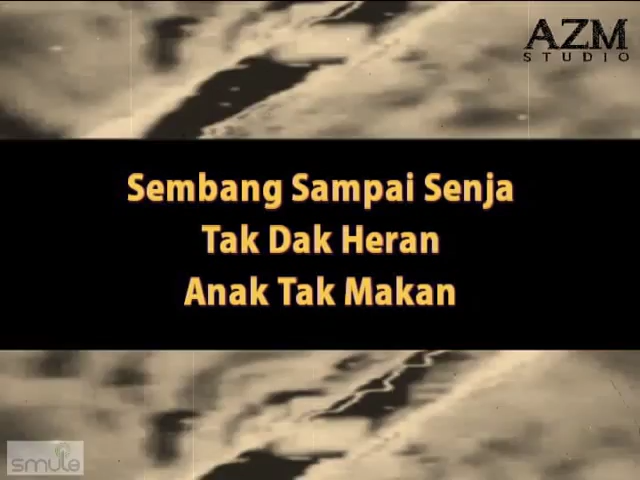 AZM
STUDIO
Sembang Sampai Senja
Tak Dak Heran
Anak Tak Makan
smule